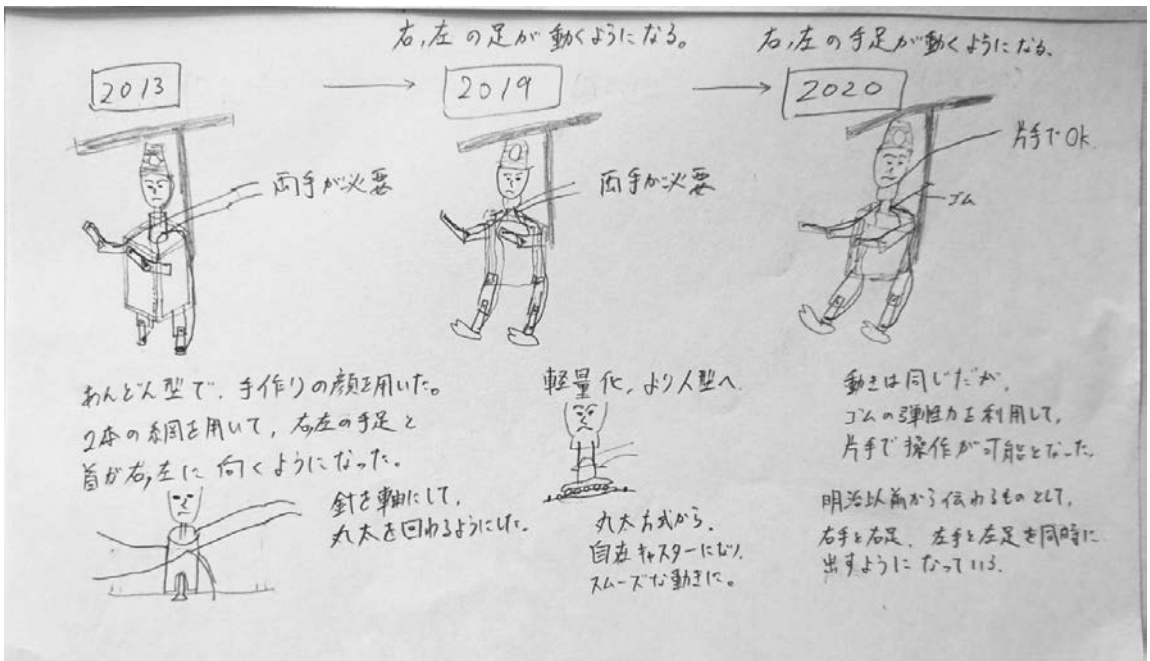 右,左の足が動くようになる。
右,左の手足が動くようになる。
2013
2019
2020
両手が必要
両手が必要
片手でOK
ゴム
あんどん型で、手作りの顔を用いた。
2本の綱を用いて、右,左の手足と
首が右,左に向くようになった。
針を軸にして、
丸太を回わるようにした。
軽量化、より人型へ
丸太方式から、
自在キャスターになり、
スムーズな動きに。
動きは同じだが、
ゴムの弾性力を利用して、
片手で操作が可能となった。
明治以前から伝わるものとして、
右手と右足、左手と左足を同時に
出すようになっている。